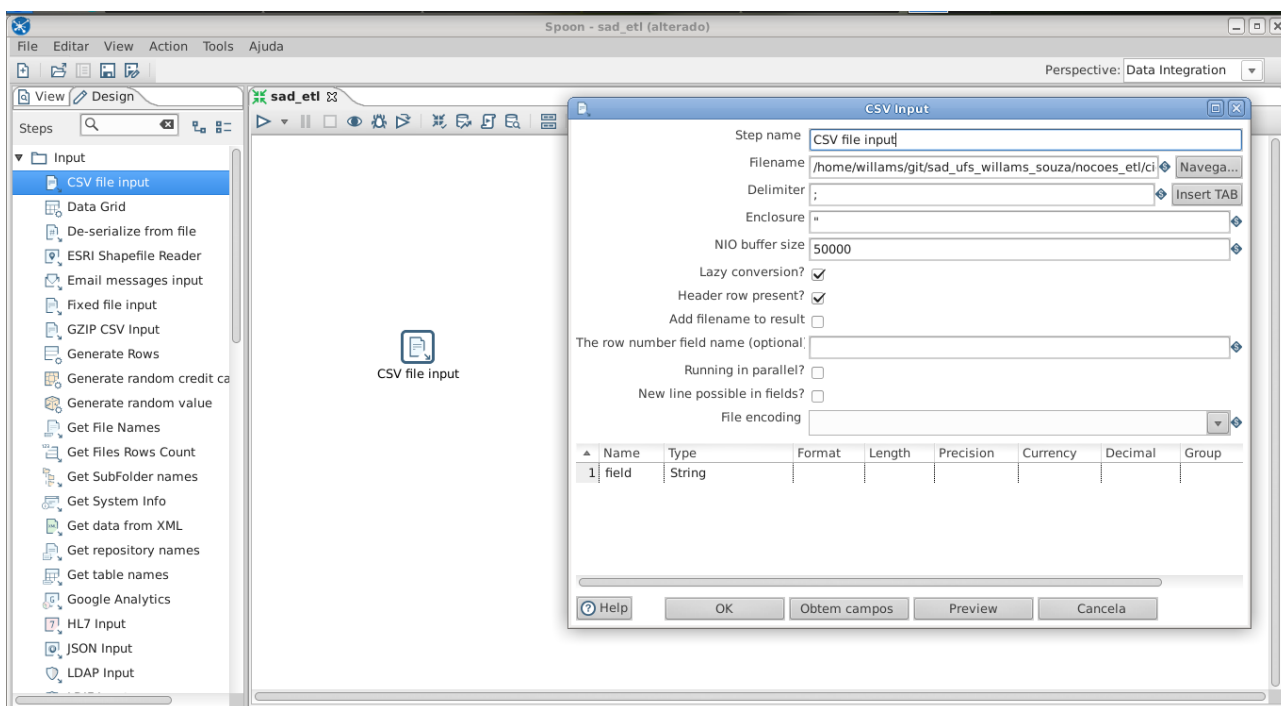 Spoon - sad_etl (alterado)
File Editar View Action Tools Ajuda
Perspective: Data Integration
View Design
sad_etl
Steps
Input
CSV file input
Data Grid
De-serialize from file
ESRI Shapefile Reader
Email messages input
Fixed file input
GZIP CSV Input
Generate Rows
Generate random credit ca
Generate random value
Get File Names
Get Files Rows Count
Get SubFolder names
Get System Info
Get data from XML
Get repository names
Get table names
Google Analytics
HL7 Input
JSON Input
LDAP Input
CSV file input
CSV Input
Step name CSV file input
Filename /home/willams/git/sad_ufs_willams_souza/nocoes_etl/ci Navega...
Delimiter ; Insert TAB
Enclosure "
NIO buffer size 50000
Lazy conversion?
Header row present?
Add filename to result
The row number field name (optional)
Running in parallel?
New line possible in fields?
File encoding
Name Type Format Length Precision Currency Decimal Group
1 field String
Help OK Obtem campos Preview Cancela